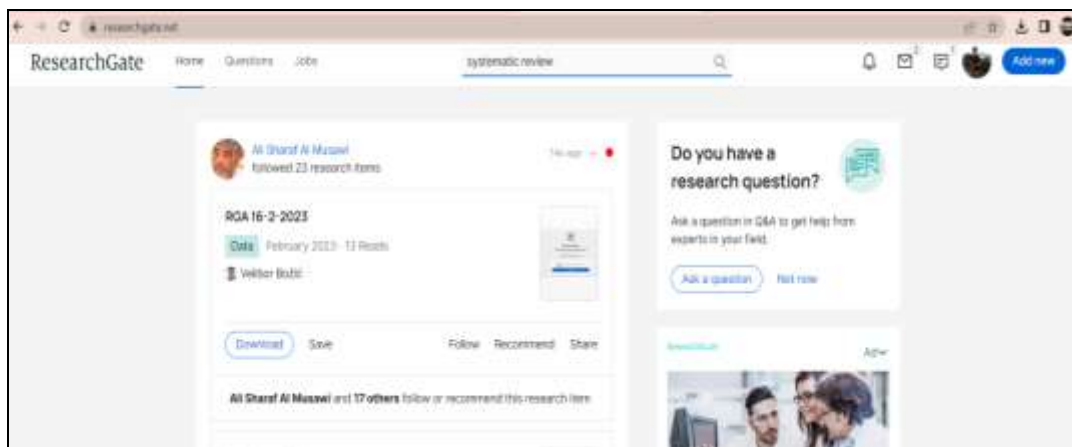 researchgate.net
ResearchGate Home Questions Jobs systematic review Add new
Ali Sharaf Al Musawi
followed 23 research items
RGA 16-2-2023
Data February 2023 · 13 Reads
Download Save Follow Recommend Share
Ali Sharaf Al Musawi and 17 others follow or recommend this research item
Do you have a
research question?
Ask a question in Q&A to get help from
experts in your field.
Ask a question Not now
Ad